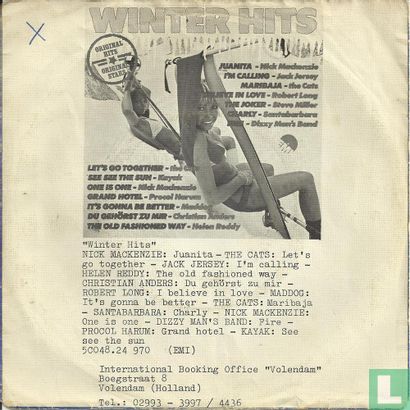 X
WINTER HITS
ORIGINAL
HITS
ORIGINAL
STARS
JUANITA - Nick Mackenzie
I'M CALLING - Jack Jersey
MARIBAJA - the Cats
BELIEVE IN LOVE - Robert Long
THE JOKER - Steve Miller
CHARLY - Santabarbara
- Dizzy Man's Band
LET'S GO TOGETHER - the
SEE SEE THE SUN - Kayak
ONE IS ONE - Nick Mackenzie
GRAND HOTEL - Procol Harum
IT'S GONNA BE BETTER - Maddog
DU GEHÖRST ZU MIR - Christian Anders
THE OLD FASHIONED WAY - Helen Reddy
"Winter Hits"
NICK MACKENZIE: Juanita - THE CATS: Let's
go together - JACK JERSEY: I'm calling -
HELEN REDDY: The old fashioned way -
CHRISTIAN ANDERS: Du gehörst zu mir -
ROBERT LONG: I believe in love - MADDOG:
It's gonna be better - THE CATS: Maribaja
- SANTABARBARA: Charly - NICK MACKENZIE:
One is one - DIZZY MAN'S BAND: Fire -
PROCOL HARUM: Grand hotel - KAYAK: See
see the sun
5C048.24 970 (EMI)
International Booking Office "Volendam"
Boegstraat 8
Volendam (Holland)
Tel.: 02993 - 3997 / 4436
L